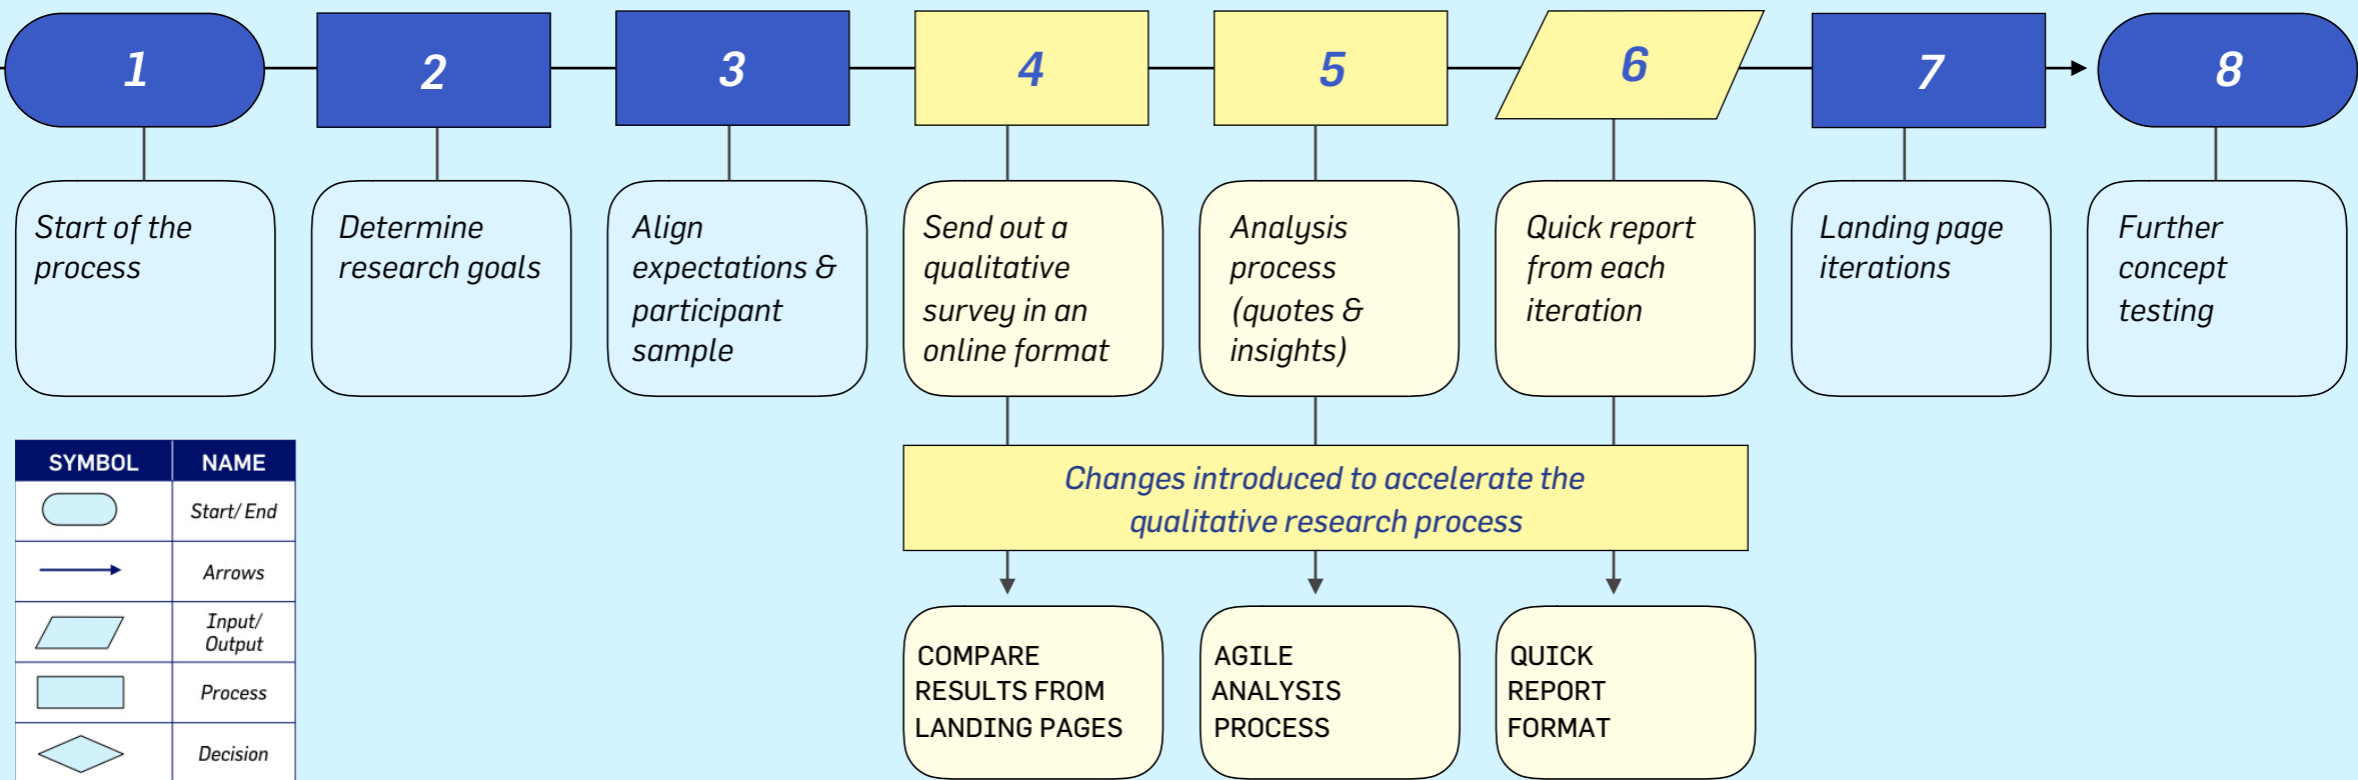 1
2
3
4
5
6
7
8
Start of the
process
Determine
research goals
Align
expectations &
participant
sample
Send out a
qualitative
survey in an
online format
Analysis
process
(quotes &
insights)
Quick report
from each
iteration
Landing page
iterations
Further
concept
testing
SYMBOL
NAME
Start/ End
Arrows
Input/
Output
Process
Decision
Changes introduced to accelerate the
qualitative research process
COMPARE
RESULTS FROM
LANDING PAGES
AGILE
ANALYSIS
PROCESS
QUICK
REPORT
FORMAT